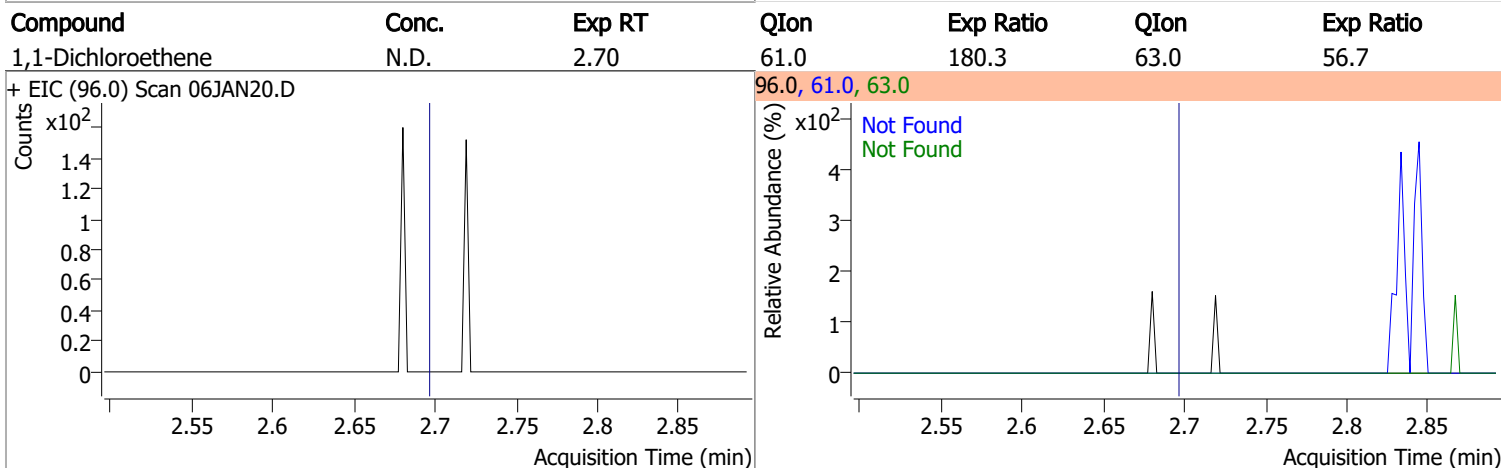 Compound Conc. Exp RT QIon Exp Ratio QIon Exp Ratio
1,1-Dichloroethene N.D. 2.70 61.0 180.3 63.0 56.7
+ EIC (96.0) Scan 06JAN20.D
Counts
x10²
1.4
1.2
1
0.8
0.6
0.4
0.2
0
2.55 2.6 2.65 2.7 2.75 2.8 2.85
Acquisition Time (min)
96.0, 61.0, 63.0
Relative Abundance (%)
x10²
Not Found
Not Found
4
3
2
1
0
2.55 2.6 2.65 2.7 2.75 2.8 2.85
Acquisition Time (min)